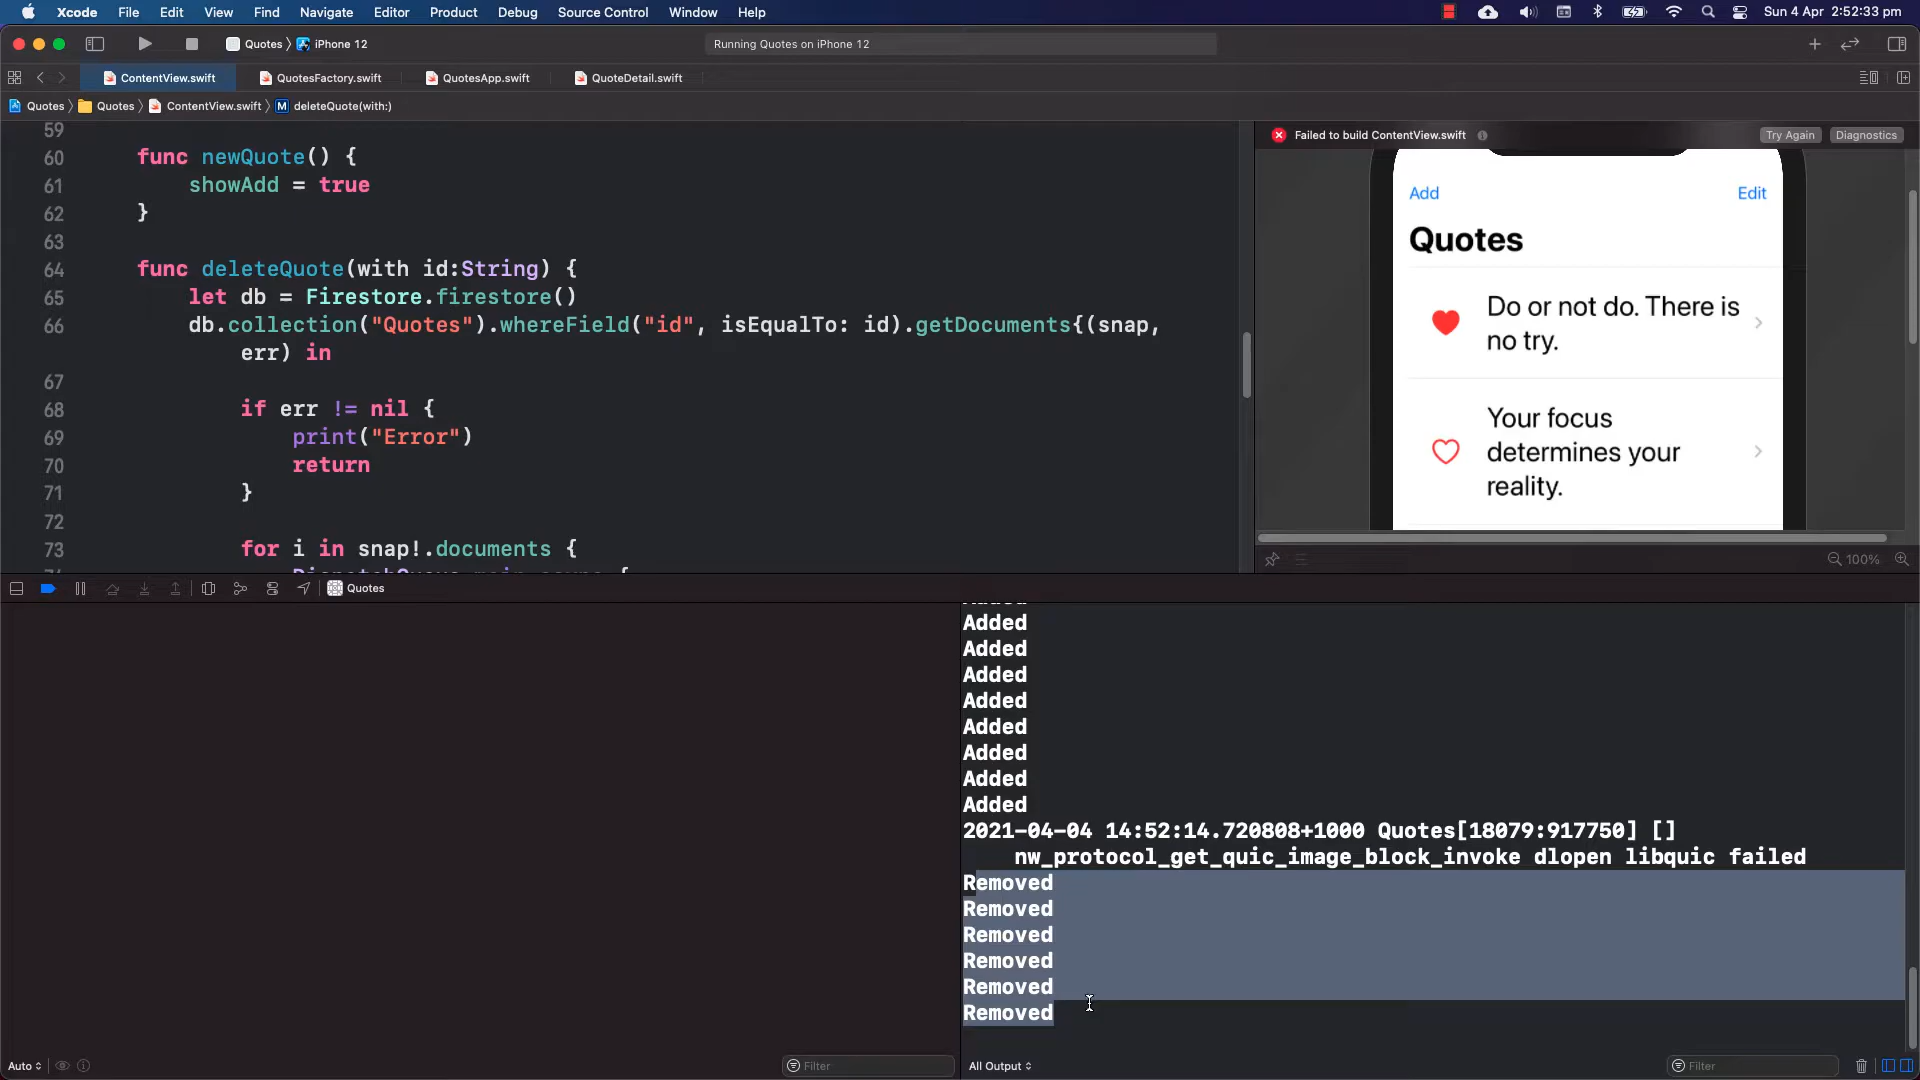 Xcode File Edit View Find Navigate Editor Product Debug Source Control Window Help Sun 4 Apr 2:52:33 pm
Quotes iPhone 12 Running Quotes on iPhone 12
ContentView.swift QuotesFactory.swift QuotesApp.swift QuoteDetail.swift
Quotes Quotes ContentView.swift M deleteQuote(with:)
59
60 func newQuote() {
61 showAdd = true
62 }
63
64 func deleteQuote(with id:String) {
65 let db = Firestore.firestore()
66 db.collection("Quotes").whereField("id", isEqualTo: id).getDocuments{(snap,
err) in
67
68 if err != nil {
69 print("Error")
70 return
71 }
72
73 for i in snap!.documents {
Failed to build ContentView.swift Try Again Diagnostics
Add Edit
Quotes
Do or not do. There is
no try.
Your focus
determines your
reality.
100%
Quotes
Added
Added
Added
Added
Added
Added
Added
Added
Added
2021-04-04 14:52:14.720808+1000 Quotes[18079:917750] []
nw_protocol_get_quic_image_block_invoke dlopen libquic failed
Removed
Removed
Removed
Removed
Removed
Removed
Auto Filter All Output Filter